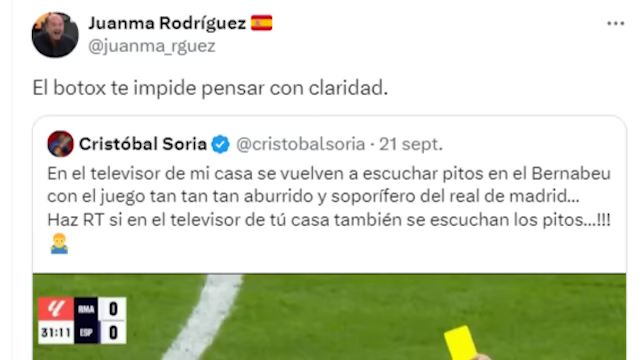 Juanma Rodríguez 🇪🇸
@juanma_rguez
El botox te impide pensar con claridad.
Cristóbal Soria @cristobalsoria · 21 sept.
En el televisor de mi casa se vuelven a escuchar pitos en el Bernabeu
con el juego tan tan tan aburrido y soporífero del real de madrid...
Haz RT si en el televisor de tú casa también se escuchan los pitos...!!!
🙇‍♂️
RMA 0
31:11 ESP 0